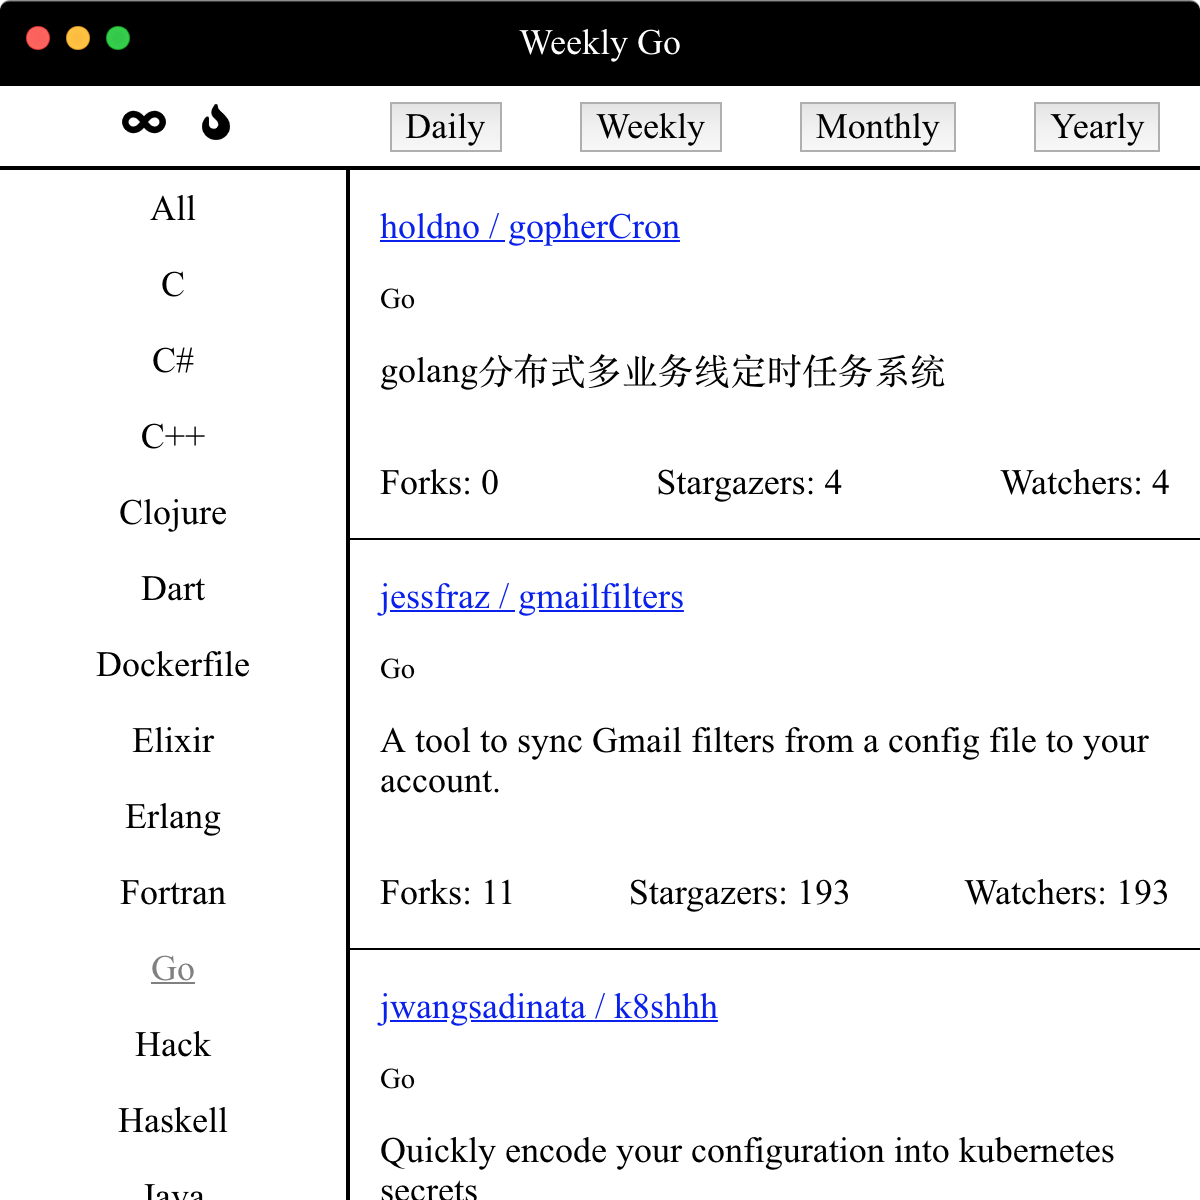 Weekly Go
Daily
Weekly
Monthly
Yearly
All
C
C#
C++
Clojure
Dart
Dockerfile
Elixir
Erlang
Fortran
Go
Hack
Haskell
Java
holdno / gopherCron
Go
golang分布式多业务线定时任务系统
Forks: 0
Stargazers: 4
Watchers: 4
jessfraz / gmailfilters
Go
A tool to sync Gmail filters from a config file to your
account.
Forks: 11
Stargazers: 193
Watchers: 193
jwangsadinata / k8shhh
Go
Quickly encode your configuration into kubernetes
secrets